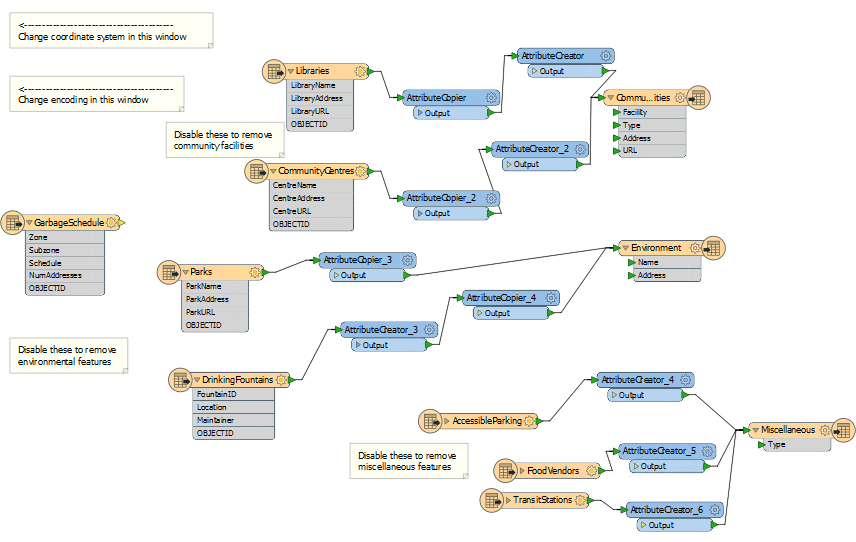 <----------------------------------------
Change coordinate system in this window
<----------------------------------------
Change encoding in this window
Disable these to remove
community facilities
Libraries
LibraryName
LibraryAddress
LibraryURL
OBJECTID
AttributeCopier
Output
AttributeCreator
Output
Commu...ities
Facility
Type
Address
URL
CommunityCentres
CentreName
CentreAddress
CentreURL
OBJECTID
AttributeCopier_2
Output
AttributeCreator_2
Output
GarbageSchedule
Zone
Subzone
Schedule
NumAddresses
OBJECTID
Parks
ParkName
ParkAddress
ParkURL
OBJECTID
AttributeCopier_3
Output
Environment
Name
Address
AttributeCopier_4
Output
AttributeCreator_3
Output
Disable these to remove
environmental features
DrinkingFountains
FountainID
Location
Maintainer
OBJECTID
AccessibleParking
AttributeCreator_4
Output
Miscellaneous
Type
Disable these to remove
miscellaneous features
FoodVendors
AttributeCreator_5
Output
TransitStations
AttributeCreator_6
Output